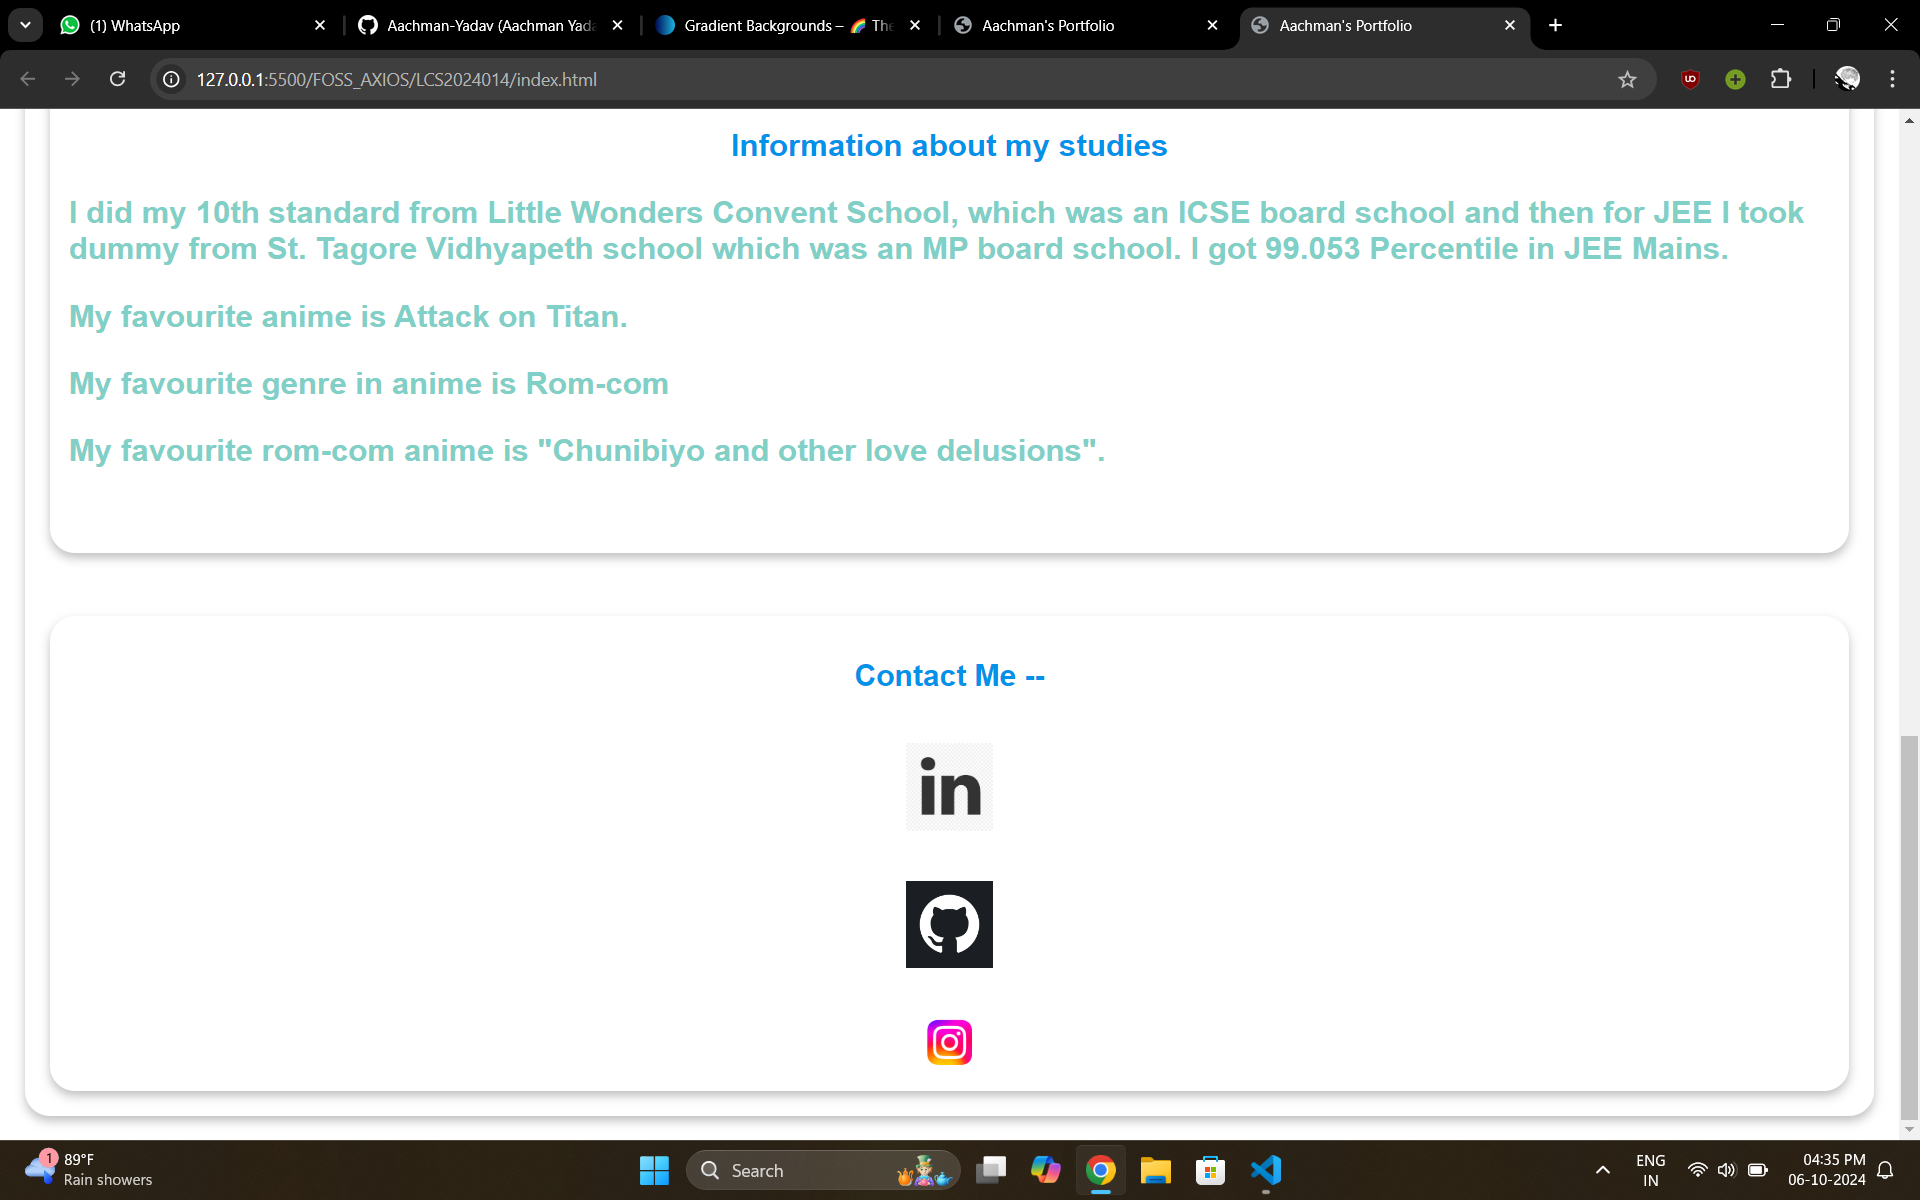 (1) WhatsApp
Aachman-Yadav (Aachman Yada
Gradient Backgrounds – 🌈 The
Aachman's Portfolio
Aachman's Portfolio
127.0.0.1:5500/FOSS_AXIOS/LCS2024014/index.html
Information about my studies
I did my 10th standard from Little Wonders Convent School, which was an ICSE board school and then for JEE I took
dummy from St. Tagore Vidhyapeth school which was an MP board school. I got 99.053 Percentile in JEE Mains.
My favourite anime is Attack on Titan.
My favourite genre in anime is Rom-com
My favourite rom-com anime is "Chunibiyo and other love delusions".
Contact Me --
in
1
89°F
Rain showers
Search
ENG
IN
04:35 PM
06-10-2024